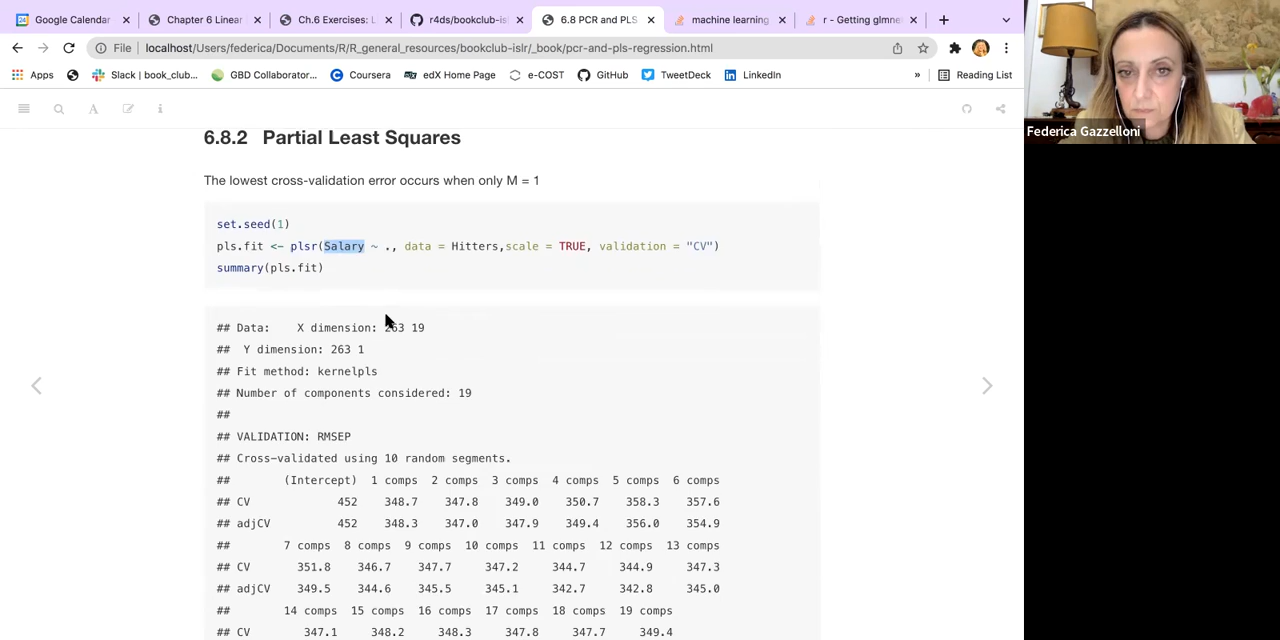 Google Calendar
Chapter 6 Linear
Ch.6 Exercises: L
r4ds/bookclub-isl
6.8 PCR and PLS
machine learning
r - Getting glmne
File
localhost/Users/federica/Documents/R/R_general_resources/bookclub-islr/_book/pcr-and-pls-regression.html
Apps
Slack | book_club...
GBD Collaborator...
Coursera
edX Home Page
e-COST
GitHub
TweetDeck
LinkedIn
»
Reading List
Federica Gazzelloni
6.8.2 Partial Least Squares
The lowest cross-validation error occurs when only M = 1
set.seed(1)
pls.fit <- plsr(Salary ~ ., data = Hitters,scale = TRUE, validation = "CV")
summary(pls.fit)
## Data: X dimension: 263 19
## Y dimension: 263 1
## Fit method: kernelpls
## Number of components considered: 19
##
## VALIDATION: RMSEP
## Cross-validated using 10 random segments.
## (Intercept) 1 comps 2 comps 3 comps 4 comps 5 comps 6 comps
## CV 452 348.7 347.8 349.0 350.7 358.3 357.6
## adjCV 452 348.3 347.0 347.9 349.4 356.0 354.9
## 7 comps 8 comps 9 comps 10 comps 11 comps 12 comps 13 comps
## CV 351.8 346.7 347.7 347.2 344.7 344.9 347.3
## adjCV 349.5 344.6 345.5 345.1 342.7 342.8 345.0
## 14 comps 15 comps 16 comps 17 comps 18 comps 19 comps
## CV 347.1 348.2 348.3 347.8 347.7 349.4